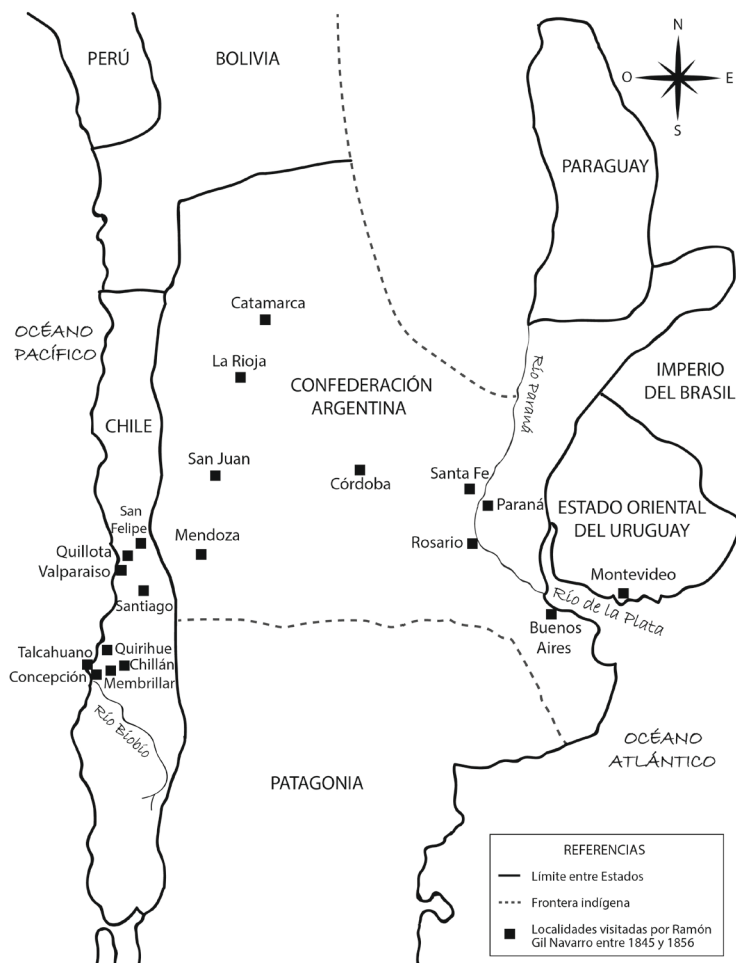 N
O
E
S
PERÚ
BOLIVIA
PARAGUAY
Catamarca
OCÉANO
PACÍFICO
La Rioja
CONFEDERACIÓN
ARGENTINA
Río Paraná
IMPERIO
DEL BRASIL
CHILE
San Juan
Córdoba
Santa Fe
Paraná
ESTADO ORIENTAL
DEL URUGUAY
San
Felipe
Mendoza
Rosario
Quillota
Valparaiso
Santiago
Montevideo
Río de la Plata
Buenos
Aires
Talcahuano
Quirihue
Chillán
Concepción
Membrillar
Río Biobío
OCÉANO
ATLÁNTICO
PATAGONIA
REFERENCIAS
Límite entre Estados
Frontera indígena
Localidades visitadas por Ramón
Gil Navarro entre 1845 y 1856